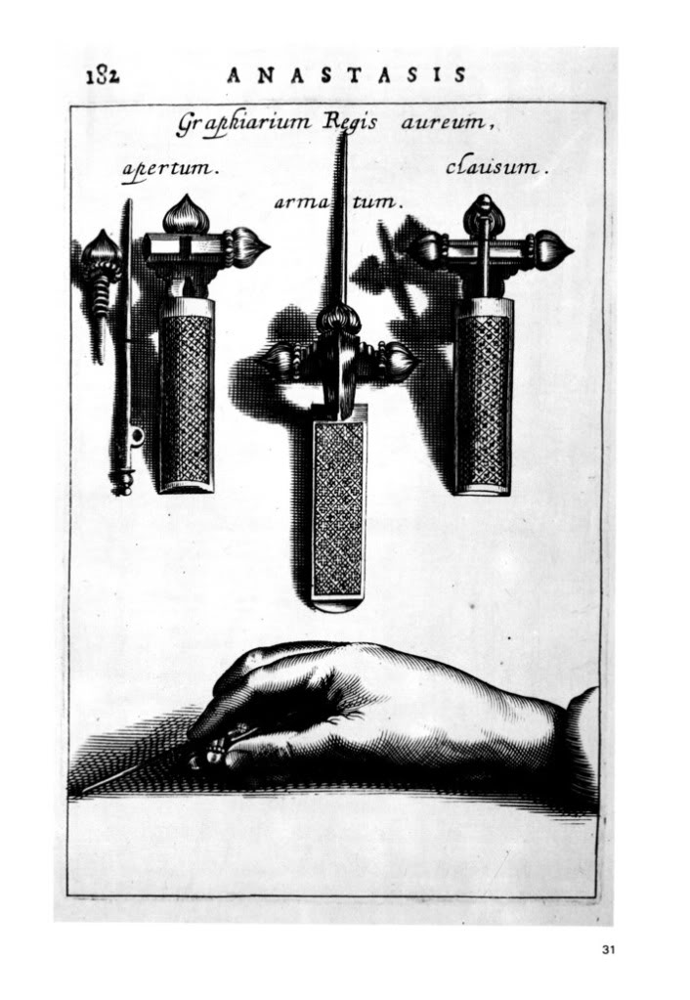 182 ANASTASIS
Graphiarium Regis aureum,
apertum. clausum.
armatum.
31